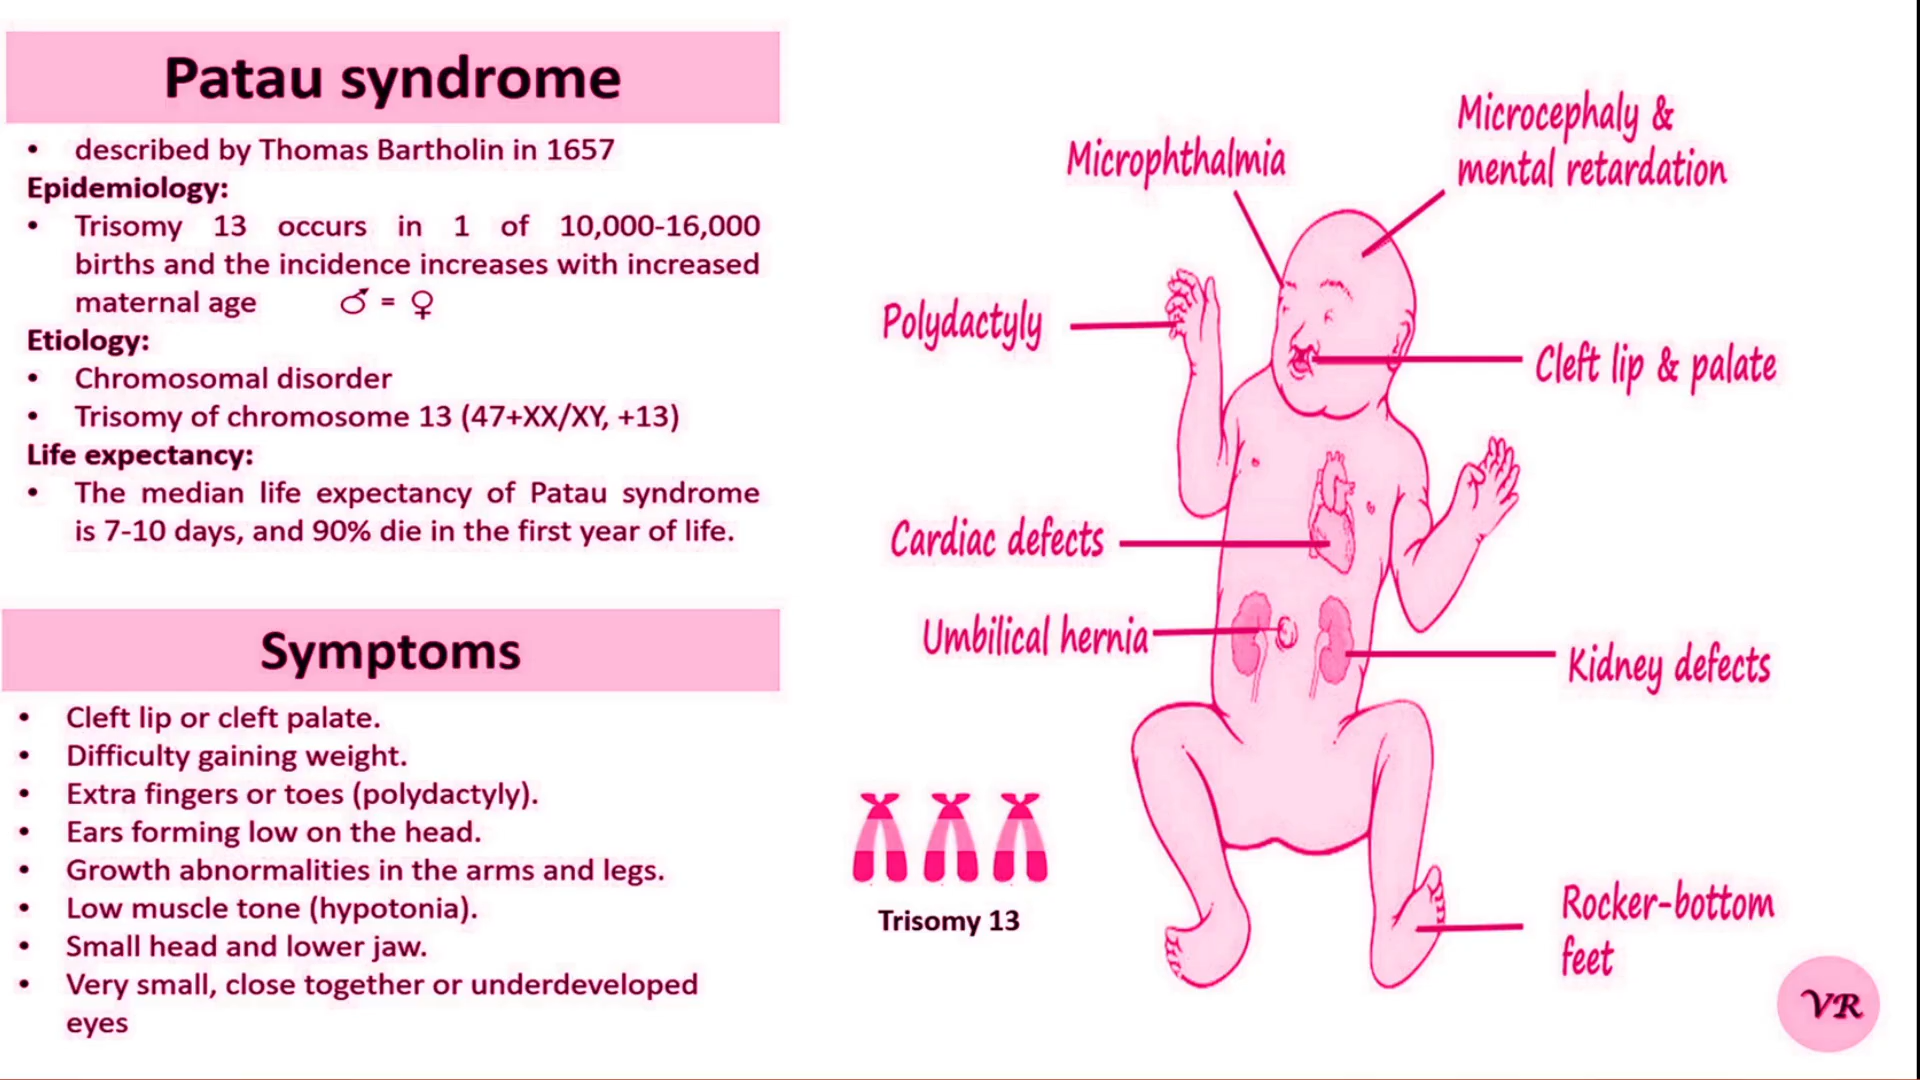 Patau syndrome
• described by Thomas Bartholin in 1657
Epidemiology:
• Trisomy 13 occurs in 1 of 10,000-16,000
births and the incidence increases with increased
maternal age ♂ = ♀
Etiology:
• Chromosomal disorder
• Trisomy of chromosome 13 (47+XX/XY, +13)
Life expectancy:
• The median life expectancy of Patau syndrome
is 7-10 days, and 90% die in the first year of life.
Symptoms
• Cleft lip or cleft palate.
• Difficulty gaining weight.
• Extra fingers or toes (polydactyly).
• Ears forming low on the head.
• Growth abnormalities in the arms and legs.
• Low muscle tone (hypotonia).
• Small head and lower jaw.
• Very small, close together or underdeveloped
eyes
Microphthalmia
Microcephaly &
mental retardation
Polydactyly
Cleft lip & palate
Cardiac defects
Umbilical hernia
Kidney defects
Trisomy 13
Rocker-bottom
feet
VR